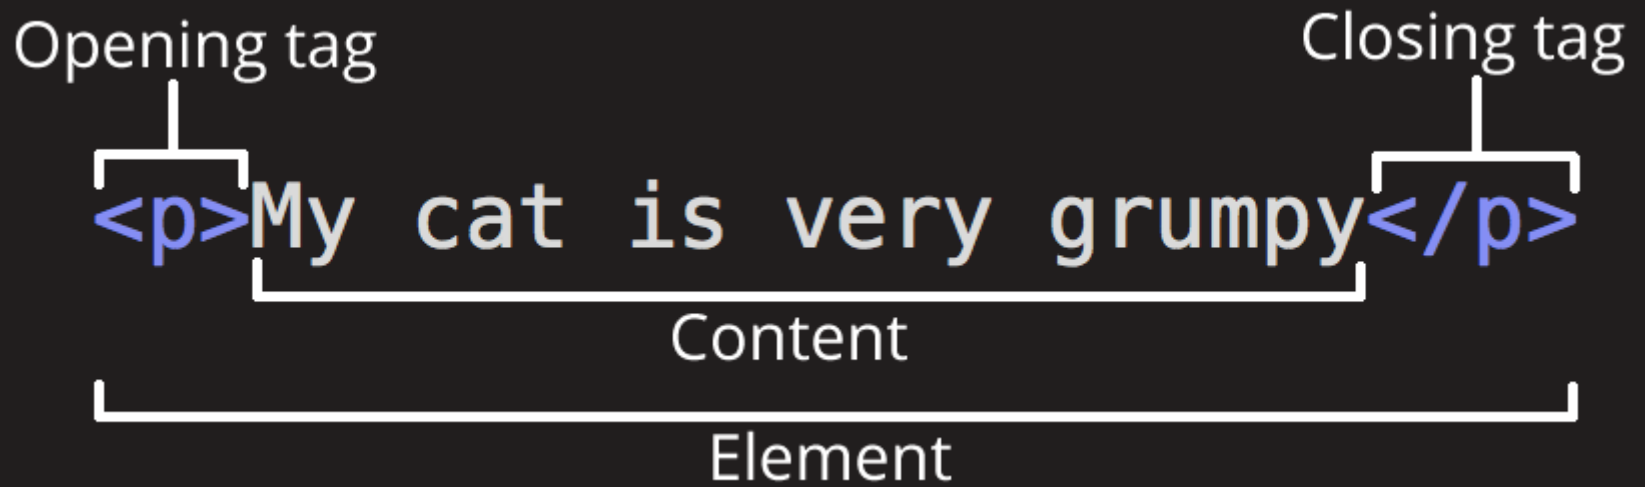 Opening tag
Closing tag
<p>My cat is very grumpy</p>
Content
Element